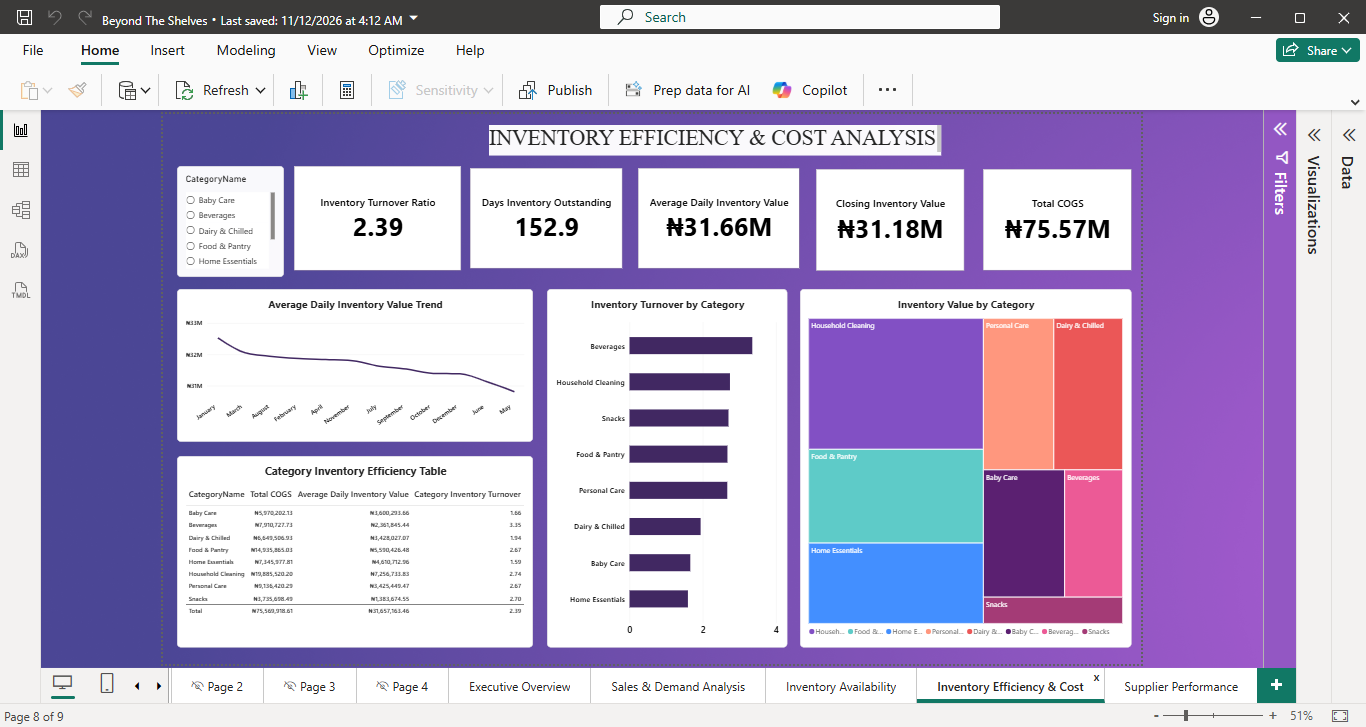 Beyond The Shelves • Last saved: 11/12/2026 at 4:12 AM
Search
Sign in
File Home Insert Modeling View Optimize Help
Share
Refresh
Sensitivity
Publish
Prep data for AI
Copilot
DAX
TMDL
INVENTORY EFFICIENCY & COST ANALYSIS
CategoryName
Baby Care
Beverages
Dairy & Chilled
Food & Pantry
Home Essentials
Inventory Turnover Ratio
2.39
Days Inventory Outstanding
152.9
Average Daily Inventory Value
₦31.66M
Closing Inventory Value
₦31.18M
Total COGS
₦75.57M
Filters
Visualizations
Data
Average Daily Inventory Value Trend
₦33M
₦32M
₦31M
January March August February April November July September October December June May
Category Inventory Efficiency Table
CategoryName Total COGS Average Daily Inventory Value Category Inventory Turnover
Baby Care ₦5,970,202.13 ₦3,600,293.66 1.66
Beverages ₦7,910,727.73 ₦2,361,845.44 3.35
Dairy & Chilled ₦6,649,506.93 ₦3,428,027.07 1.94
Food & Pantry ₦14,935,865.03 ₦5,590,426.48 2.67
Home Essentials ₦7,345,977.81 ₦4,610,712.96 1.59
Household Cleaning ₦19,885,520.20 ₦7,256,733.83 2.74
Personal Care ₦9,136,420.29 ₦3,425,449.47 2.67
Snacks ₦3,735,698.49 ₦1,383,674.55 2.70
Total ₦75,569,918.61 ₦31,657,163.46 2.39
Inventory Turnover by Category
Beverages
Household Cleaning
Snacks
Food & Pantry
Personal Care
Dairy & Chilled
Baby Care
Home Essentials
0 2 4
Inventory Value by Category
Household Cleaning
Personal Care
Dairy & Chilled
Food & Pantry
Baby Care
Beverages
Home Essentials
Snacks
Househ... Food &... Home E... Personal... Dairy &... Baby C... Beverag... Snacks
Page 2
Page 3
Page 4
Executive Overview
Sales & Demand Analysis
Inventory Availability
Inventory Efficiency & Cost
x
Supplier Performance
+
Page 8 of 9
- + 51%